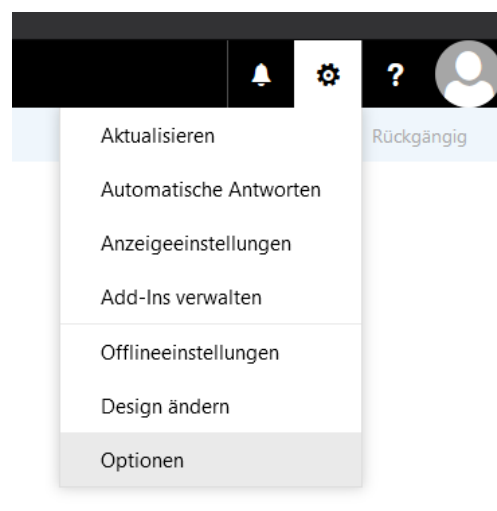 ?
Aktualisieren
Rückgängig
Automatische Antworten
Anzeigeeinstellungen
Add-Ins verwalten
Offlineeinstellungen
Design ändern
Optionen